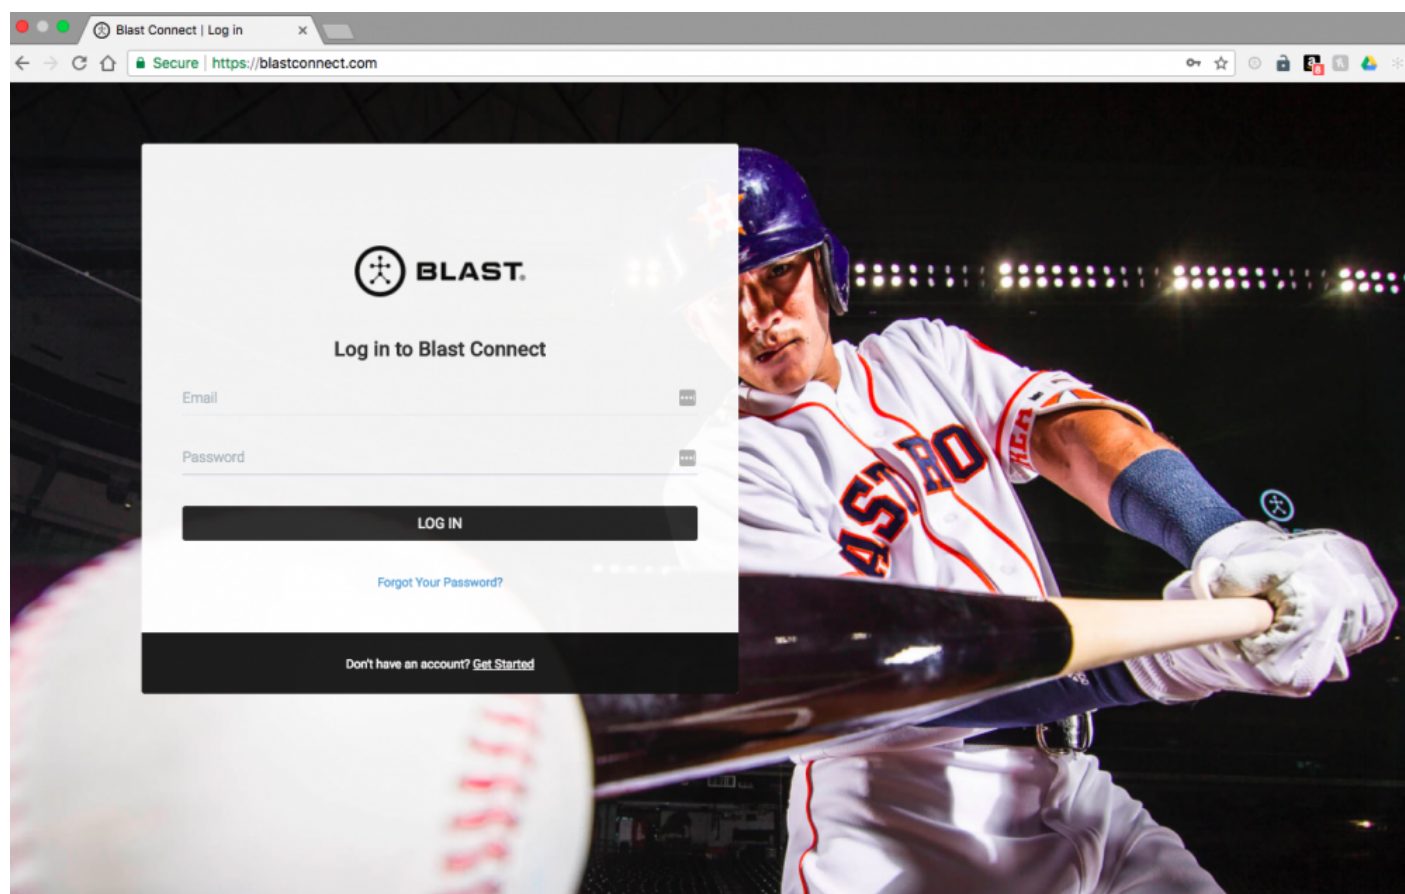 Blast Connect | Log in
Secure | https://blastconnect.com
BLAST.
Log in to Blast Connect
Email
Password
LOG IN
Forgot Your Password?
Don't have an account? Get Started
ASTRO